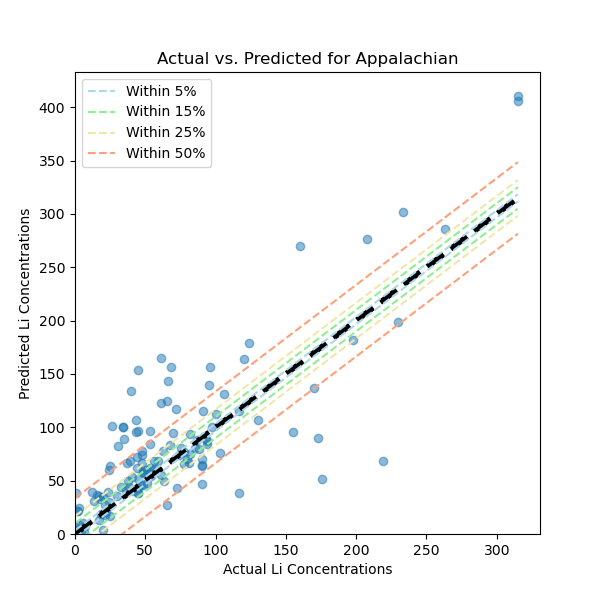 Actual vs. Predicted for Appalachian
Within 5%
Within 15%
Within 25%
Within 50%
400
350
300
250
200
150
100
50
0
Predicted Li Concentrations
0 50 100 150 200 250 300
Actual Li Concentrations